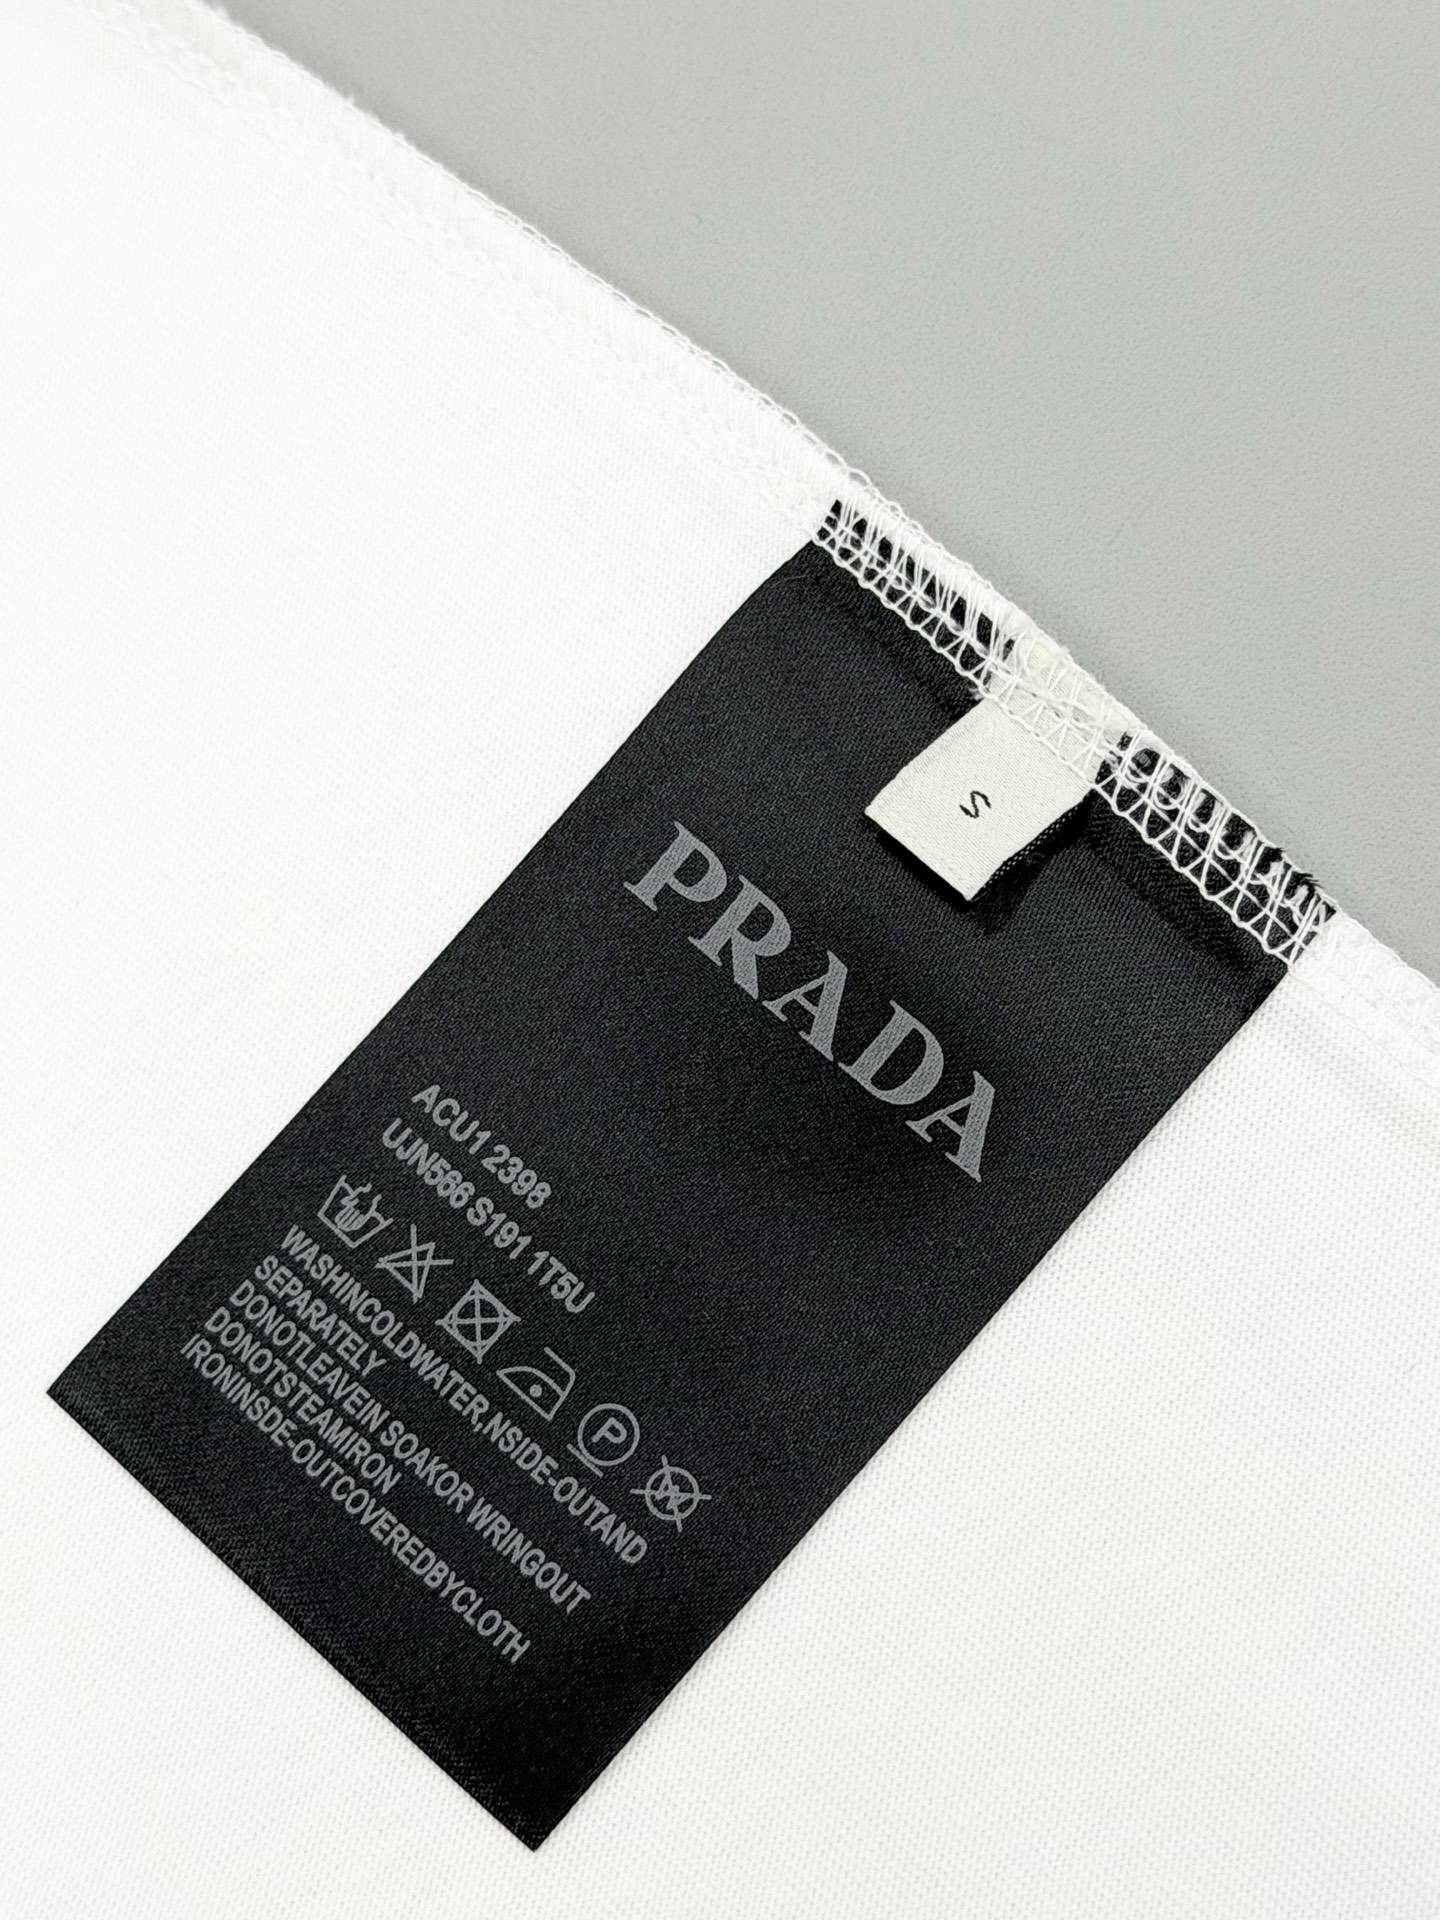 S
PRADA
ACU1 2398
UJN566 S191 1T5U
P
W
WASHINCOLDWATER,NSIDE-OUTAND
SEPARATELY
DONOTLEAVEIN SOAKOR WRINGOUT
DONOTSTEAMIRON
IRONINSDE-OUTCOVEREDBYCLOTH